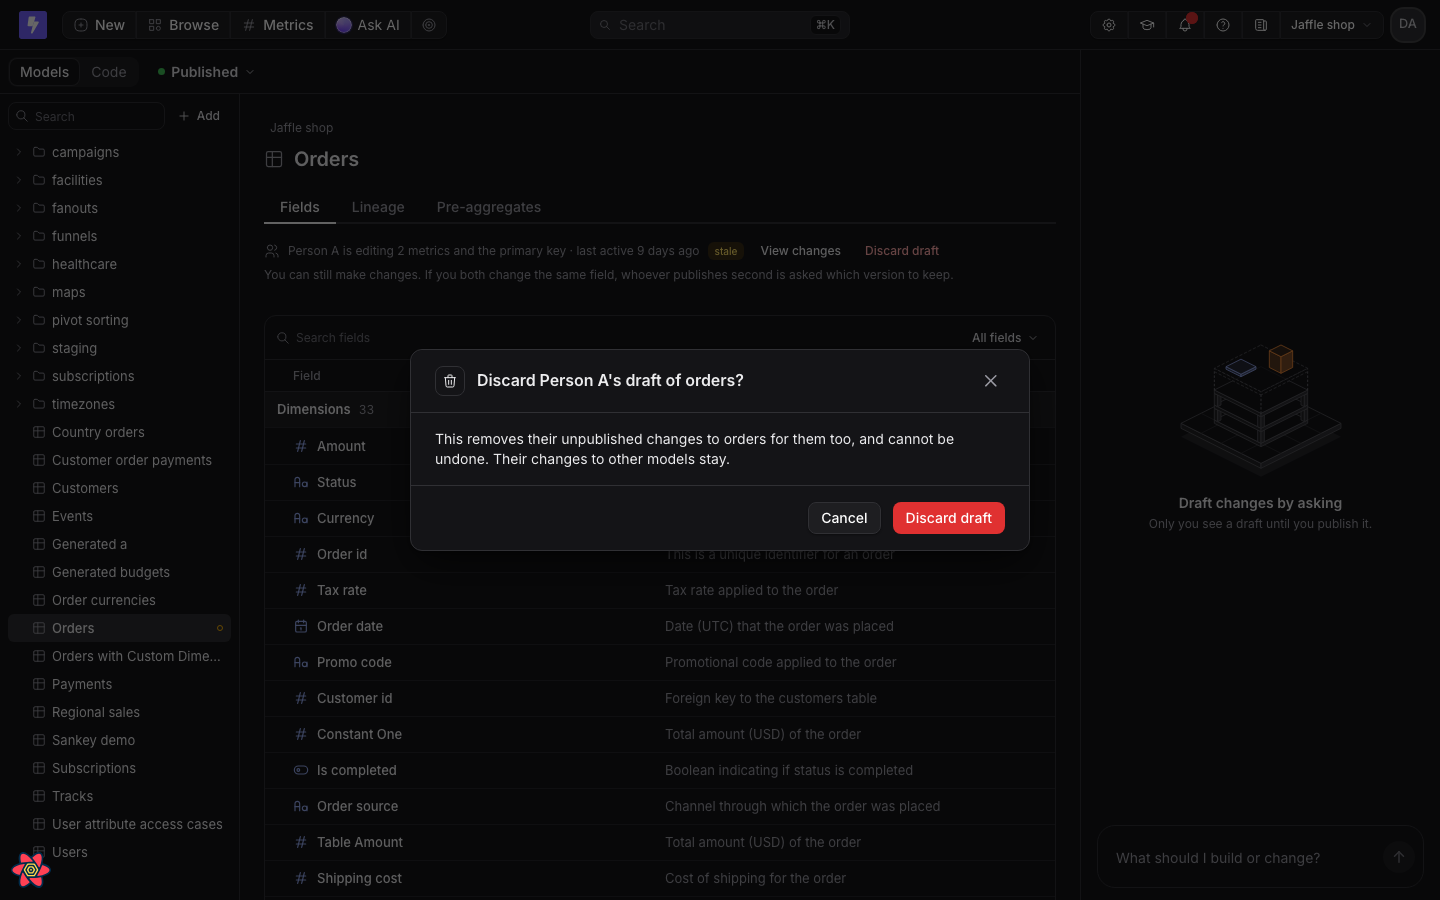 New
Browse
Metrics
Ask AI
Search
⌘K
Jaffle shop
DA
Models
Code
Published
Search
Add
campaigns
facilities
fanouts
funnels
healthcare
maps
pivot sorting
staging
subscriptions
timezones
Country orders
Customer order payments
Customers
Events
Generated a
Generated budgets
Order currencies
Orders
Orders with Custom Dime...
Payments
Regional sales
Sankey demo
Subscriptions
Tracks
User attribute access cases
Users
Jaffle shop
Orders
Fields
Lineage
Pre-aggregates
Person A is editing 2 metrics and the primary key · last active 9 days ago
stale
View changes
Discard draft
You can still make changes. If you both change the same field, whoever publishes second is asked which version to keep.
Search fields
All fields
Field
Dimensions 33
Amount
Status
Currency
Order id
This is a unique identifier for an order
Tax rate
Tax rate applied to the order
Order date
Date (UTC) that the order was placed
Promo code
Promotional code applied to the order
Customer id
Foreign key to the customers table
Constant One
Total amount (USD) of the order
Is completed
Boolean indicating if status is completed
Order source
Channel through which the order was placed
Table Amount
Total amount (USD) of the order
Shipping cost
Cost of shipping for the order
Discard Person A's draft of orders?
This removes their unpublished changes to orders for them too, and cannot be
undone. Their changes to other models stay.
Cancel
Discard draft
Draft changes by asking
Only you see a draft until you publish it.
What should I build or change?